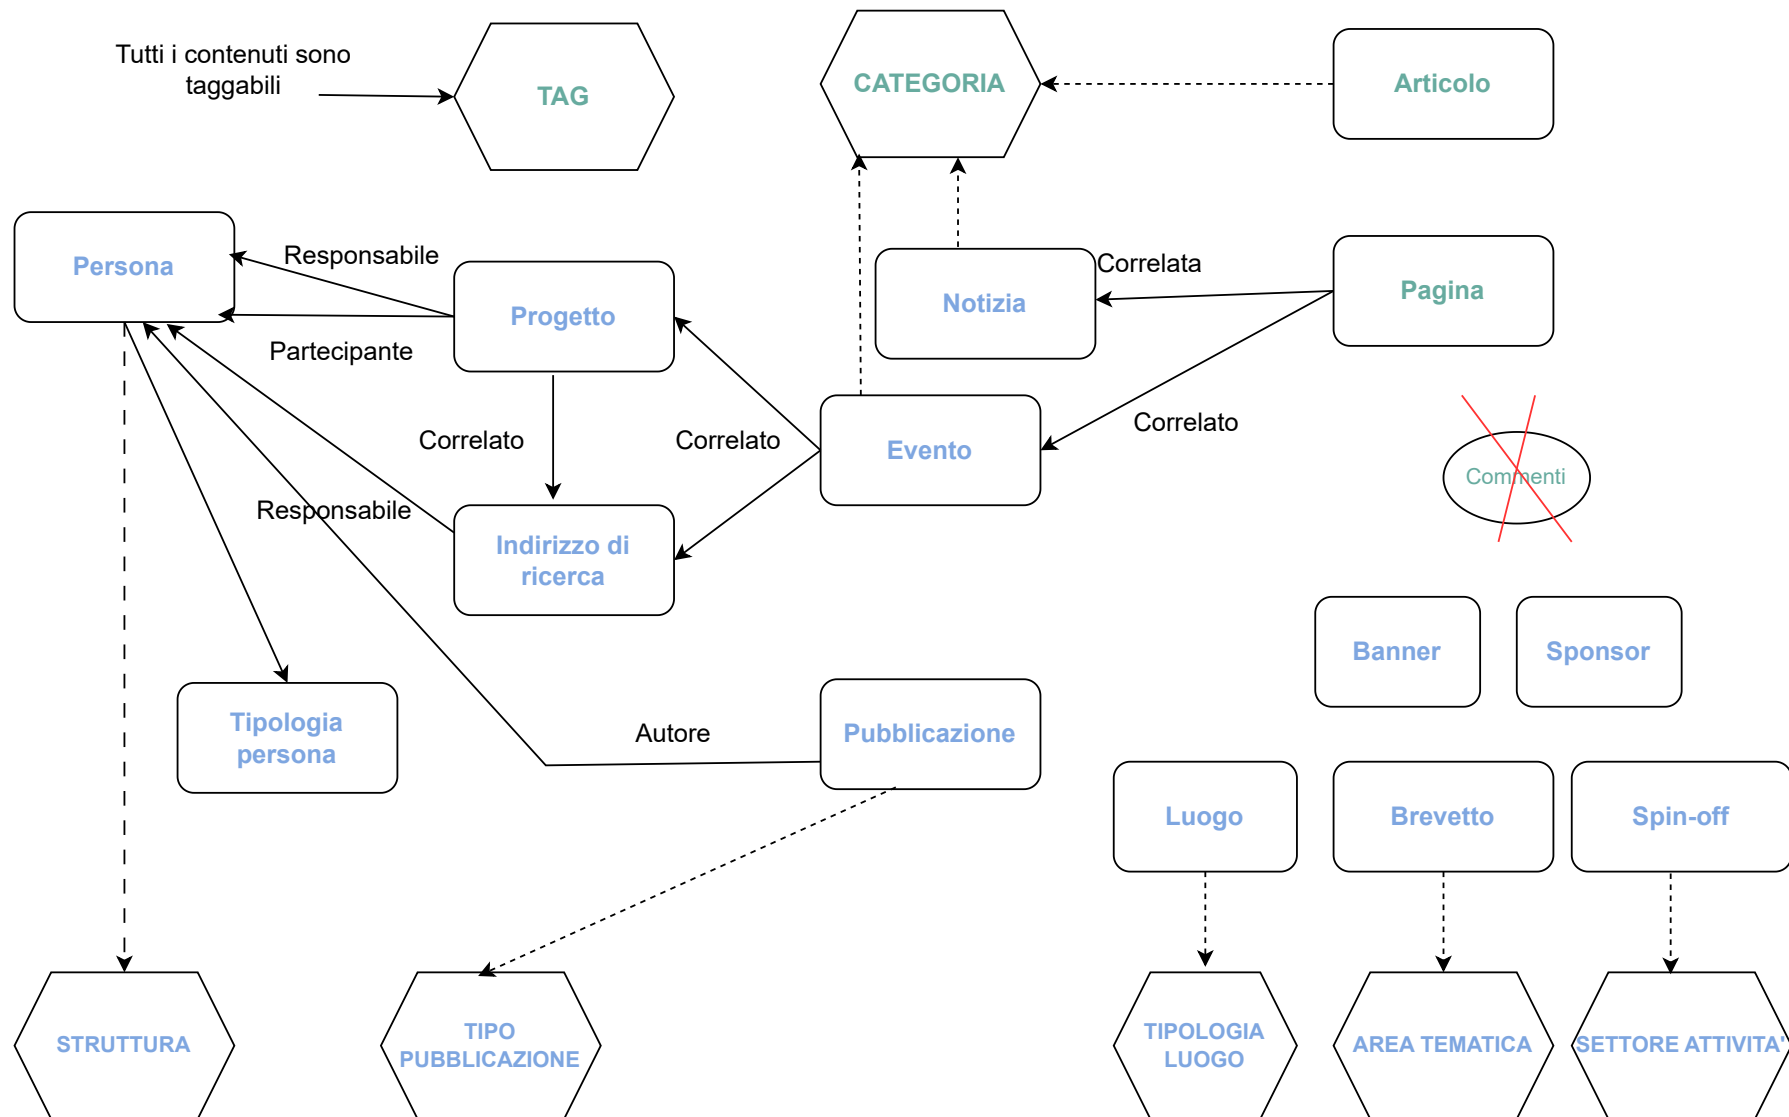 Tutti i contenuti sono
taggabili
TAG
CATEGORIA
Articolo
Persona
Responsabile
Progetto
Partecipante
Notizia
Correlata
Pagina
Correlato
Correlato
Evento
Correlato
Commenti
Responsabile
Indirizzo di
ricerca
Banner
Sponsor
Tipologia
persona
Autore
Pubblicazione
Luogo
Brevetto
Spin-off
STRUTTURA
TIPO
PUBBLICAZIONE
TIPOLOGIA
LUOGO
AREA TEMATICA
SETTORE ATTIVITA'